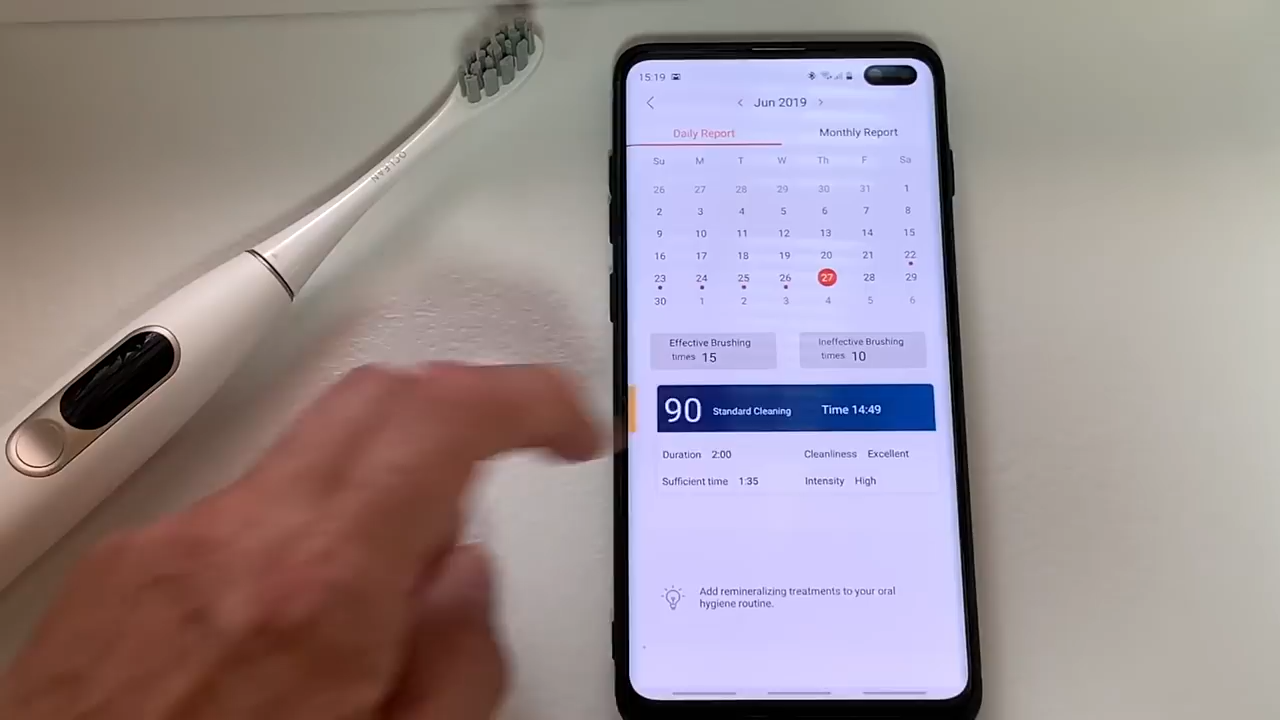 OCLEAN
15:19
Jun 2019
Daily Report Monthly Report
Su M T W Th F Sa
26 27 28 29 30 31 1
2 3 4 5 6 7 8
9 10 11 12 13 14 15
16 17 18 19 20 21 22
23 24 25 26 27 28 29
30 1 2 3 4 5 6
Effective Brushing
times 15
Ineffective Brushing
times 10
90 Standard Cleaning Time 14:49
Duration 2:00 Cleanliness Excellent
Sufficient time 1:35 Intensity High
Add remineralizing treatments to your oral
hygiene routine.